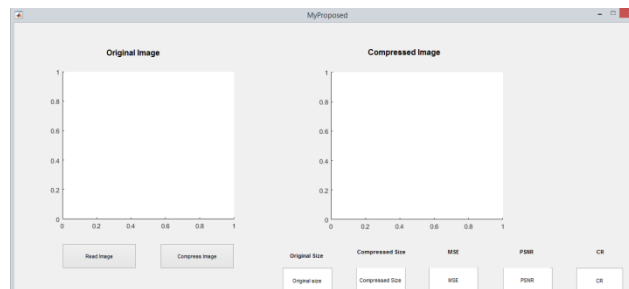 MyProposed
Original Image
Compressed Image
1
0.8
0.6
0.4
0.2
0
0 0.2 0.4 0.6 0.8 1
1
0.8
0.6
0.4
0.2
0
0 0.2 0.4 0.6 0.8 1
Read Image
Compress Image
Original Size
Compressed Size
MSE
PSNR
CR
Original size
Compressed Size
MSE
PSNR
CR